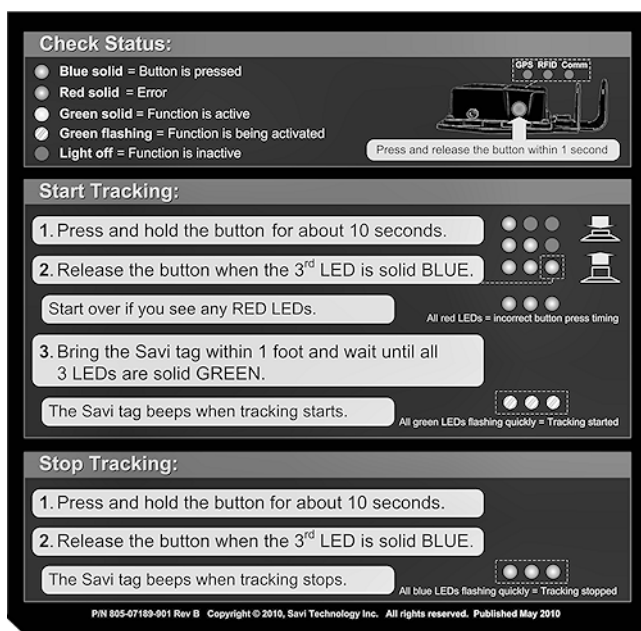 Check Status:
Blue solid = Button is pressed
Red solid = Error
Green solid = Function is active
Green flashing = Function is being activated
Light off = Function is inactive
GPS RFID Comm
Press and release the button within 1 second
Start Tracking:
1. Press and hold the button for about 10 seconds.
2. Release the button when the 3rd LED is solid BLUE.
Start over if you see any RED LEDs.
All red LEDs = incorrect button press timing
3. Bring the Savi tag within 1 foot and wait until all
3 LEDs are solid GREEN.
The Savi tag beeps when tracking starts.
All green LEDs flashing quickly = Tracking started
Stop Tracking:
1. Press and hold the button for about 10 seconds.
2. Release the button when the 3rd LED is solid BLUE.
The Savi tag beeps when tracking stops.
All blue LEDs flashing quickly = Tracking stopped
P/N 805-07189-901 Rev B Copyright © 2010, Savi Technology Inc. All rights reserved. Published May 2010